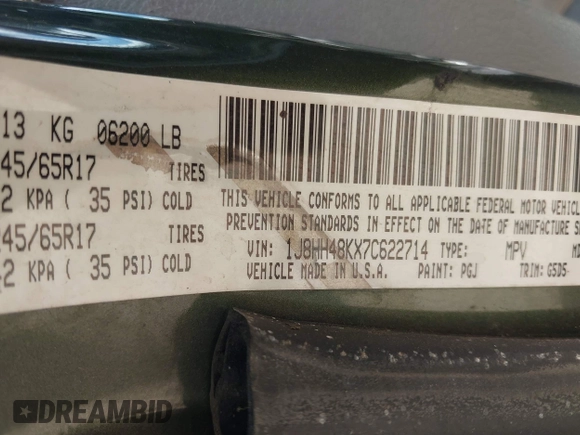 13 KG 06200 LB
45/65R17 TIRES
2 KPA ( 35 PSI) COLD
45/65R17 TIRES
2 KPA ( 35 PSI) COLD
THIS VEHICLE CONFORMS TO ALL APPLICABLE FEDERAL MOTOR VEHICL
PREVENTION STANDARDS IN EFFECT ON THE DATE OF MANUFACTURE S
VIN: 1J8HH48KX7C622714 TYPE: MPV MD
VEHICLE MADE IN U.S.A. PAINT: PGJ TRIM: G5D5-
DREAMBID